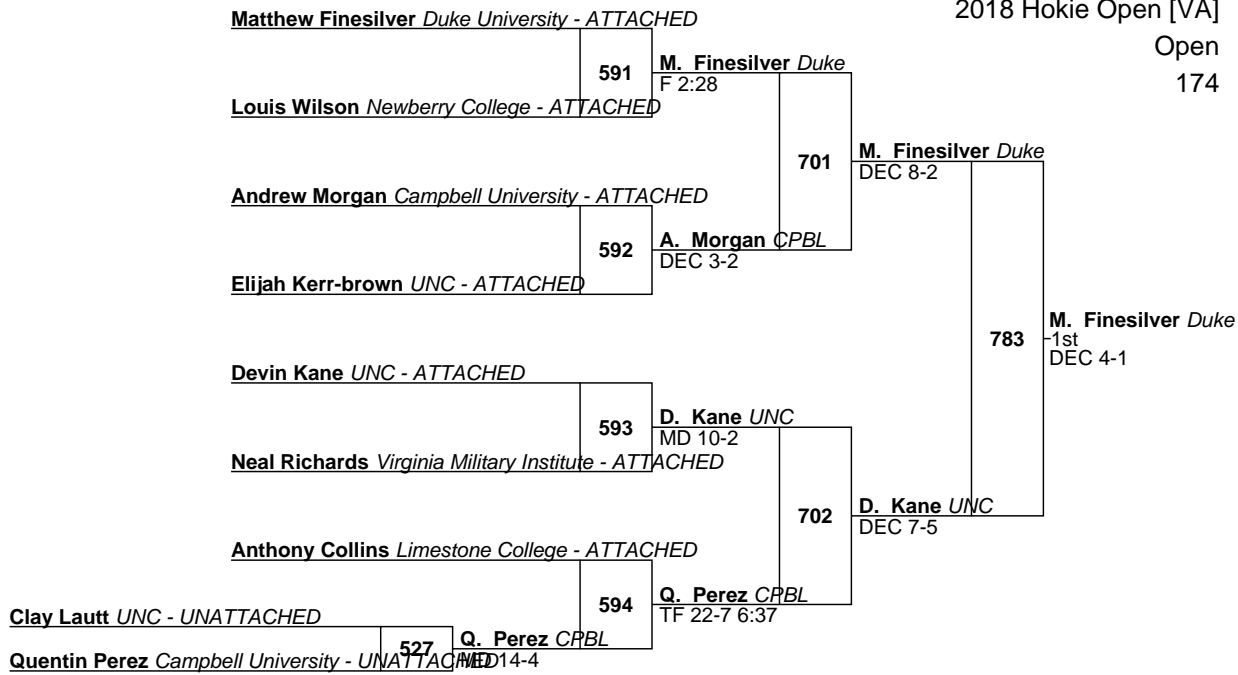 2018 Hokie Open [VA]
Open
174
Matthew Finesilver Duke University - ATTACHED
591
M. Finesilver Duke
F 2:28
Louis Wilson Newberry College - ATTACHED
701
M. Finesilver Duke
DEC 8-2
Andrew Morgan Campbell University - ATTACHED
592
A. Morgan CPBL
DEC 3-2
Elijah Kerr-brown UNC - ATTACHED
783
M. Finesilver Duke
1st
DEC 4-1
Devin Kane UNC - ATTACHED
593
D. Kane UNC
MD 10-2
Neal Richards Virginia Military Institute - ATTACHED
702
D. Kane UNC
DEC 7-5
Anthony Collins Limestone College - ATTACHED
594
Q. Perez CPBL
TF 22-7 6:37
Clay Lautt UNC - UNATTACHED
527
Q. Perez CPBL
MD 14-4
Quentin Perez Campbell University - UNATTACHED